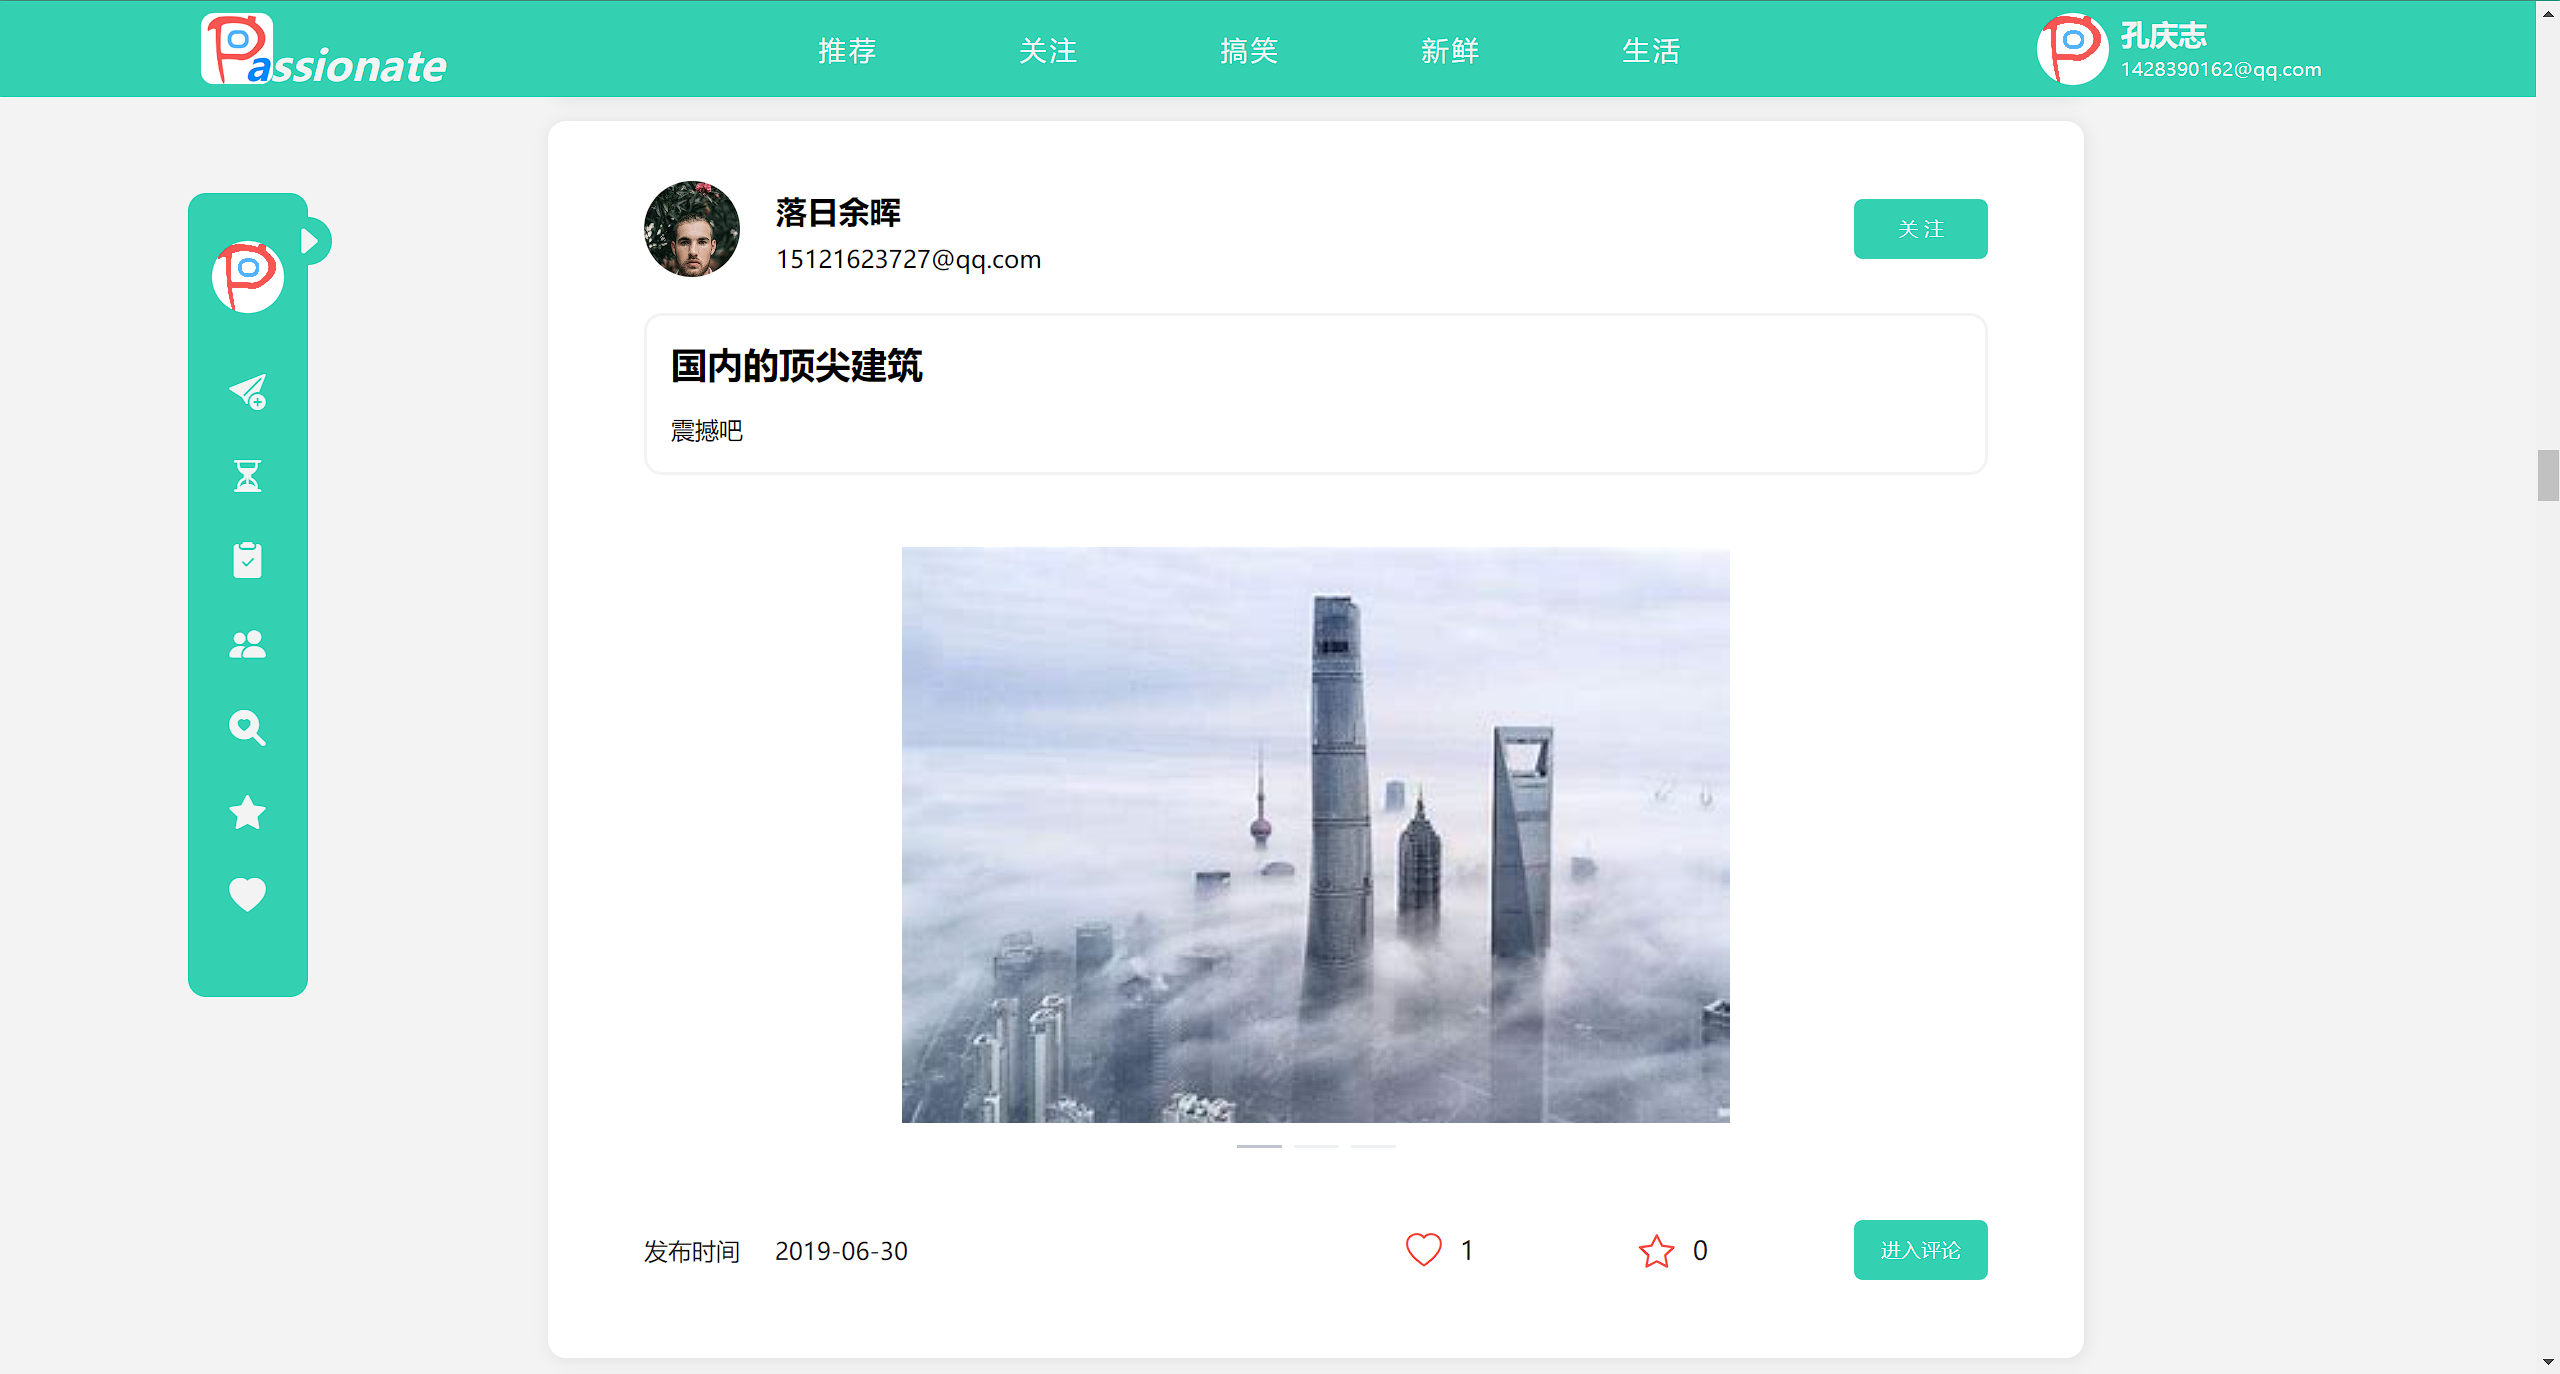 Passionate
推荐
关注
搞笑
新鲜
生活
孔庆志
1428390162@qq.com
落日余晖
15121623727@qq.com
关注
国内的顶尖建筑
震撼吧
发布时间 2019-06-30
1
0
进入评论